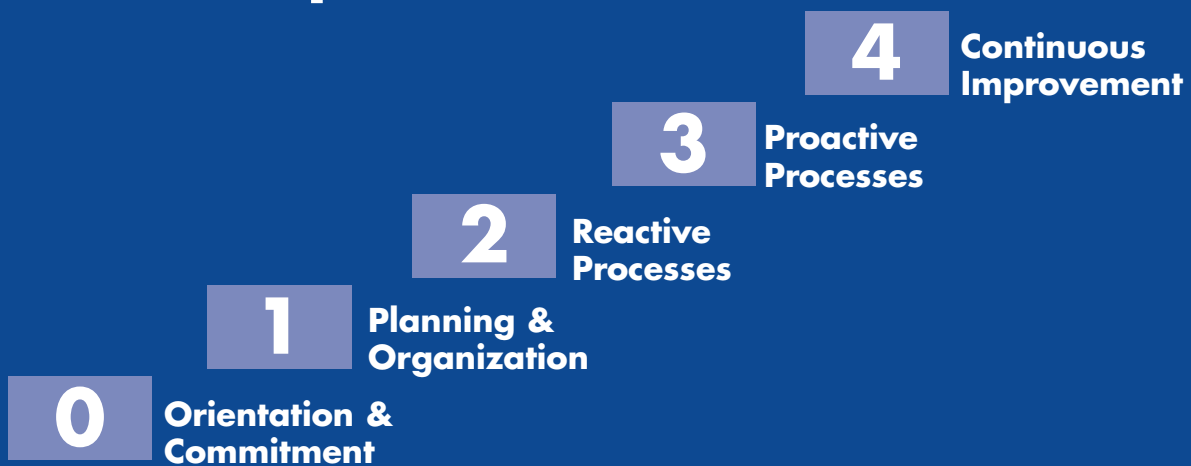 4
Continuous
Improvement
3
Proactive
Processes
2
Reactive
Processes
1
Planning &
Organization
0
Orientation &
Commitment